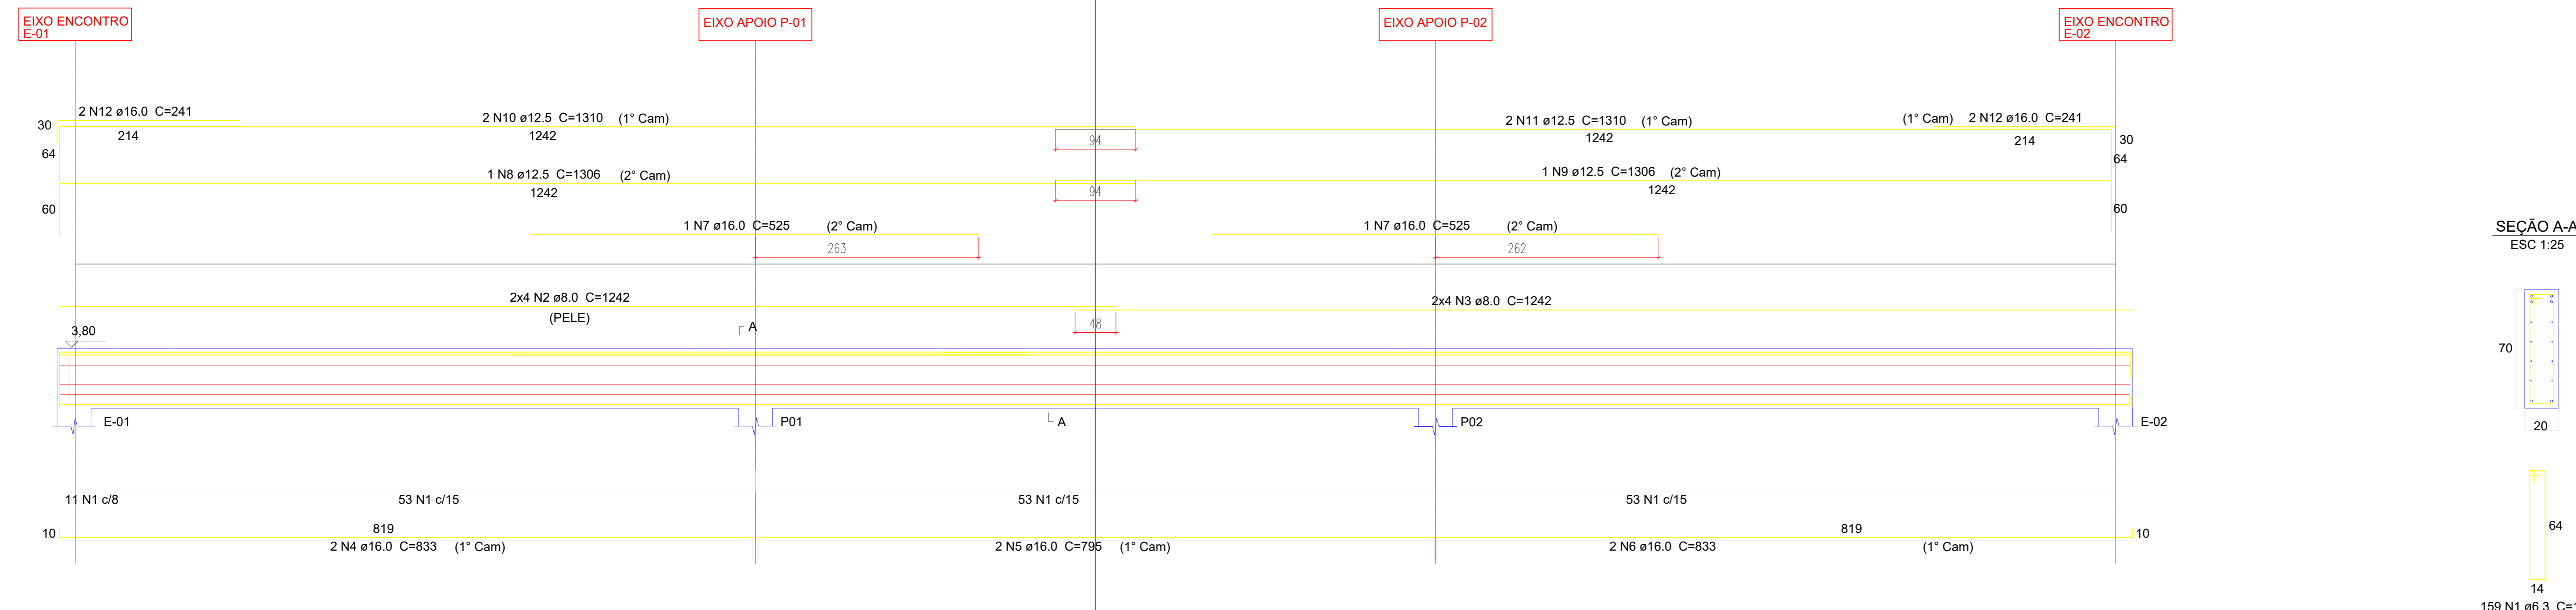 EIXO ENCONTRO
E-01
EIXO APOIO P-01
EIXO APOIO P-02
EIXO ENCONTRO
E-02
2 N12 ø16.0 C=241
30
214
64
2 N10 ø12.5 C=1310 (1° Cam)
1242
94
2 N11 ø12.5 C=1310 (1° Cam)
1242
(1° Cam) 2 N12 ø16.0 C=241
214
30
64
1 N8 ø12.5 C=1306 (2° Cam)
1242
60
94
1 N9 ø12.5 C=1306 (2° Cam)
1242
60
1 N7 ø16.0 C=525 (2° Cam)
263
1 N7 ø16.0 C=525 (2° Cam)
262
2x4 N2 ø8.0 C=1242
(PELE)
2x4 N3 ø8.0 C=1242
48
3,80
A
E-01
P01
A
P02
E-02
11 N1 c/8
53 N1 c/15
53 N1 c/15
53 N1 c/15
10
819
2 N4 ø16.0 C=833 (1° Cam)
2 N5 ø16.0 C=795 (1° Cam)
819
2 N6 ø16.0 C=833 (1° Cam)
10
SEÇÃO A-A
ESC 1:25
70
20
64
14
159 N1 ø6.3